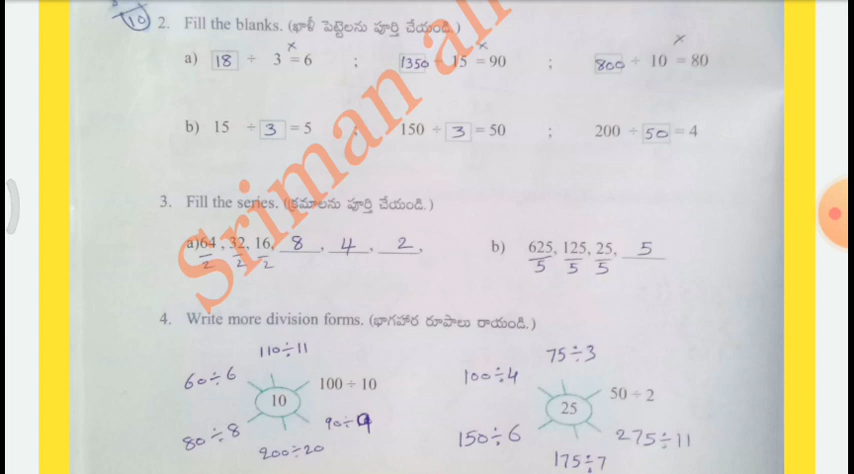 10 2. Fill the blanks. (ఖాళీ పెట్టెలను పూర్తి చేయండి.)
a) 18 ÷ 3 = 6 ; 1350 ÷ 15 = 90 ; 800 ÷ 10 = 80
b) 15 ÷ 3 = 5 ; 150 ÷ 3 = 50 ; 200 ÷ 50 = 4
3. Fill the series. (క్రమాలను పూర్తి చేయండి.)
a) 64, 32, 16, 8, 4, 2, b) 625, 125, 25, 5
2 2 2 5 5 5
4. Write more division forms. (భాగహార రూపాలు రాయండి.)
110÷11 75÷3
60÷6 100 ÷ 10 100÷4 50 ÷ 2
10 25
80÷8 90÷9 150÷6 275÷11
200÷20 175÷7
Sriman